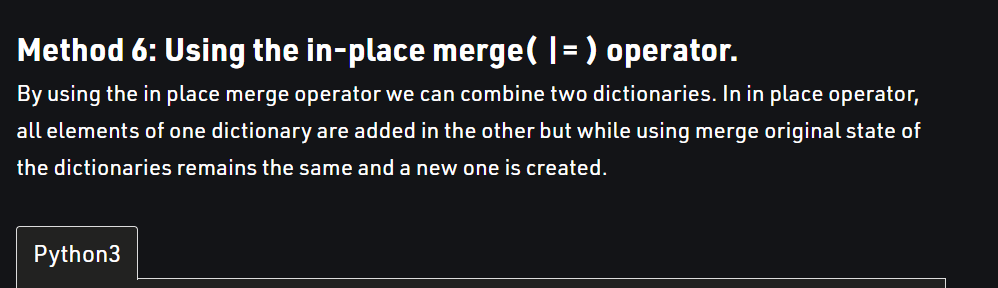 Method 6: Using the in-place merge( |= ) operator.
By using the in place merge operator we can combine two dictionaries. In in place operator,
all elements of one dictionary are added in the other but while using merge original state of
the dictionaries remains the same and a new one is created.
Python3